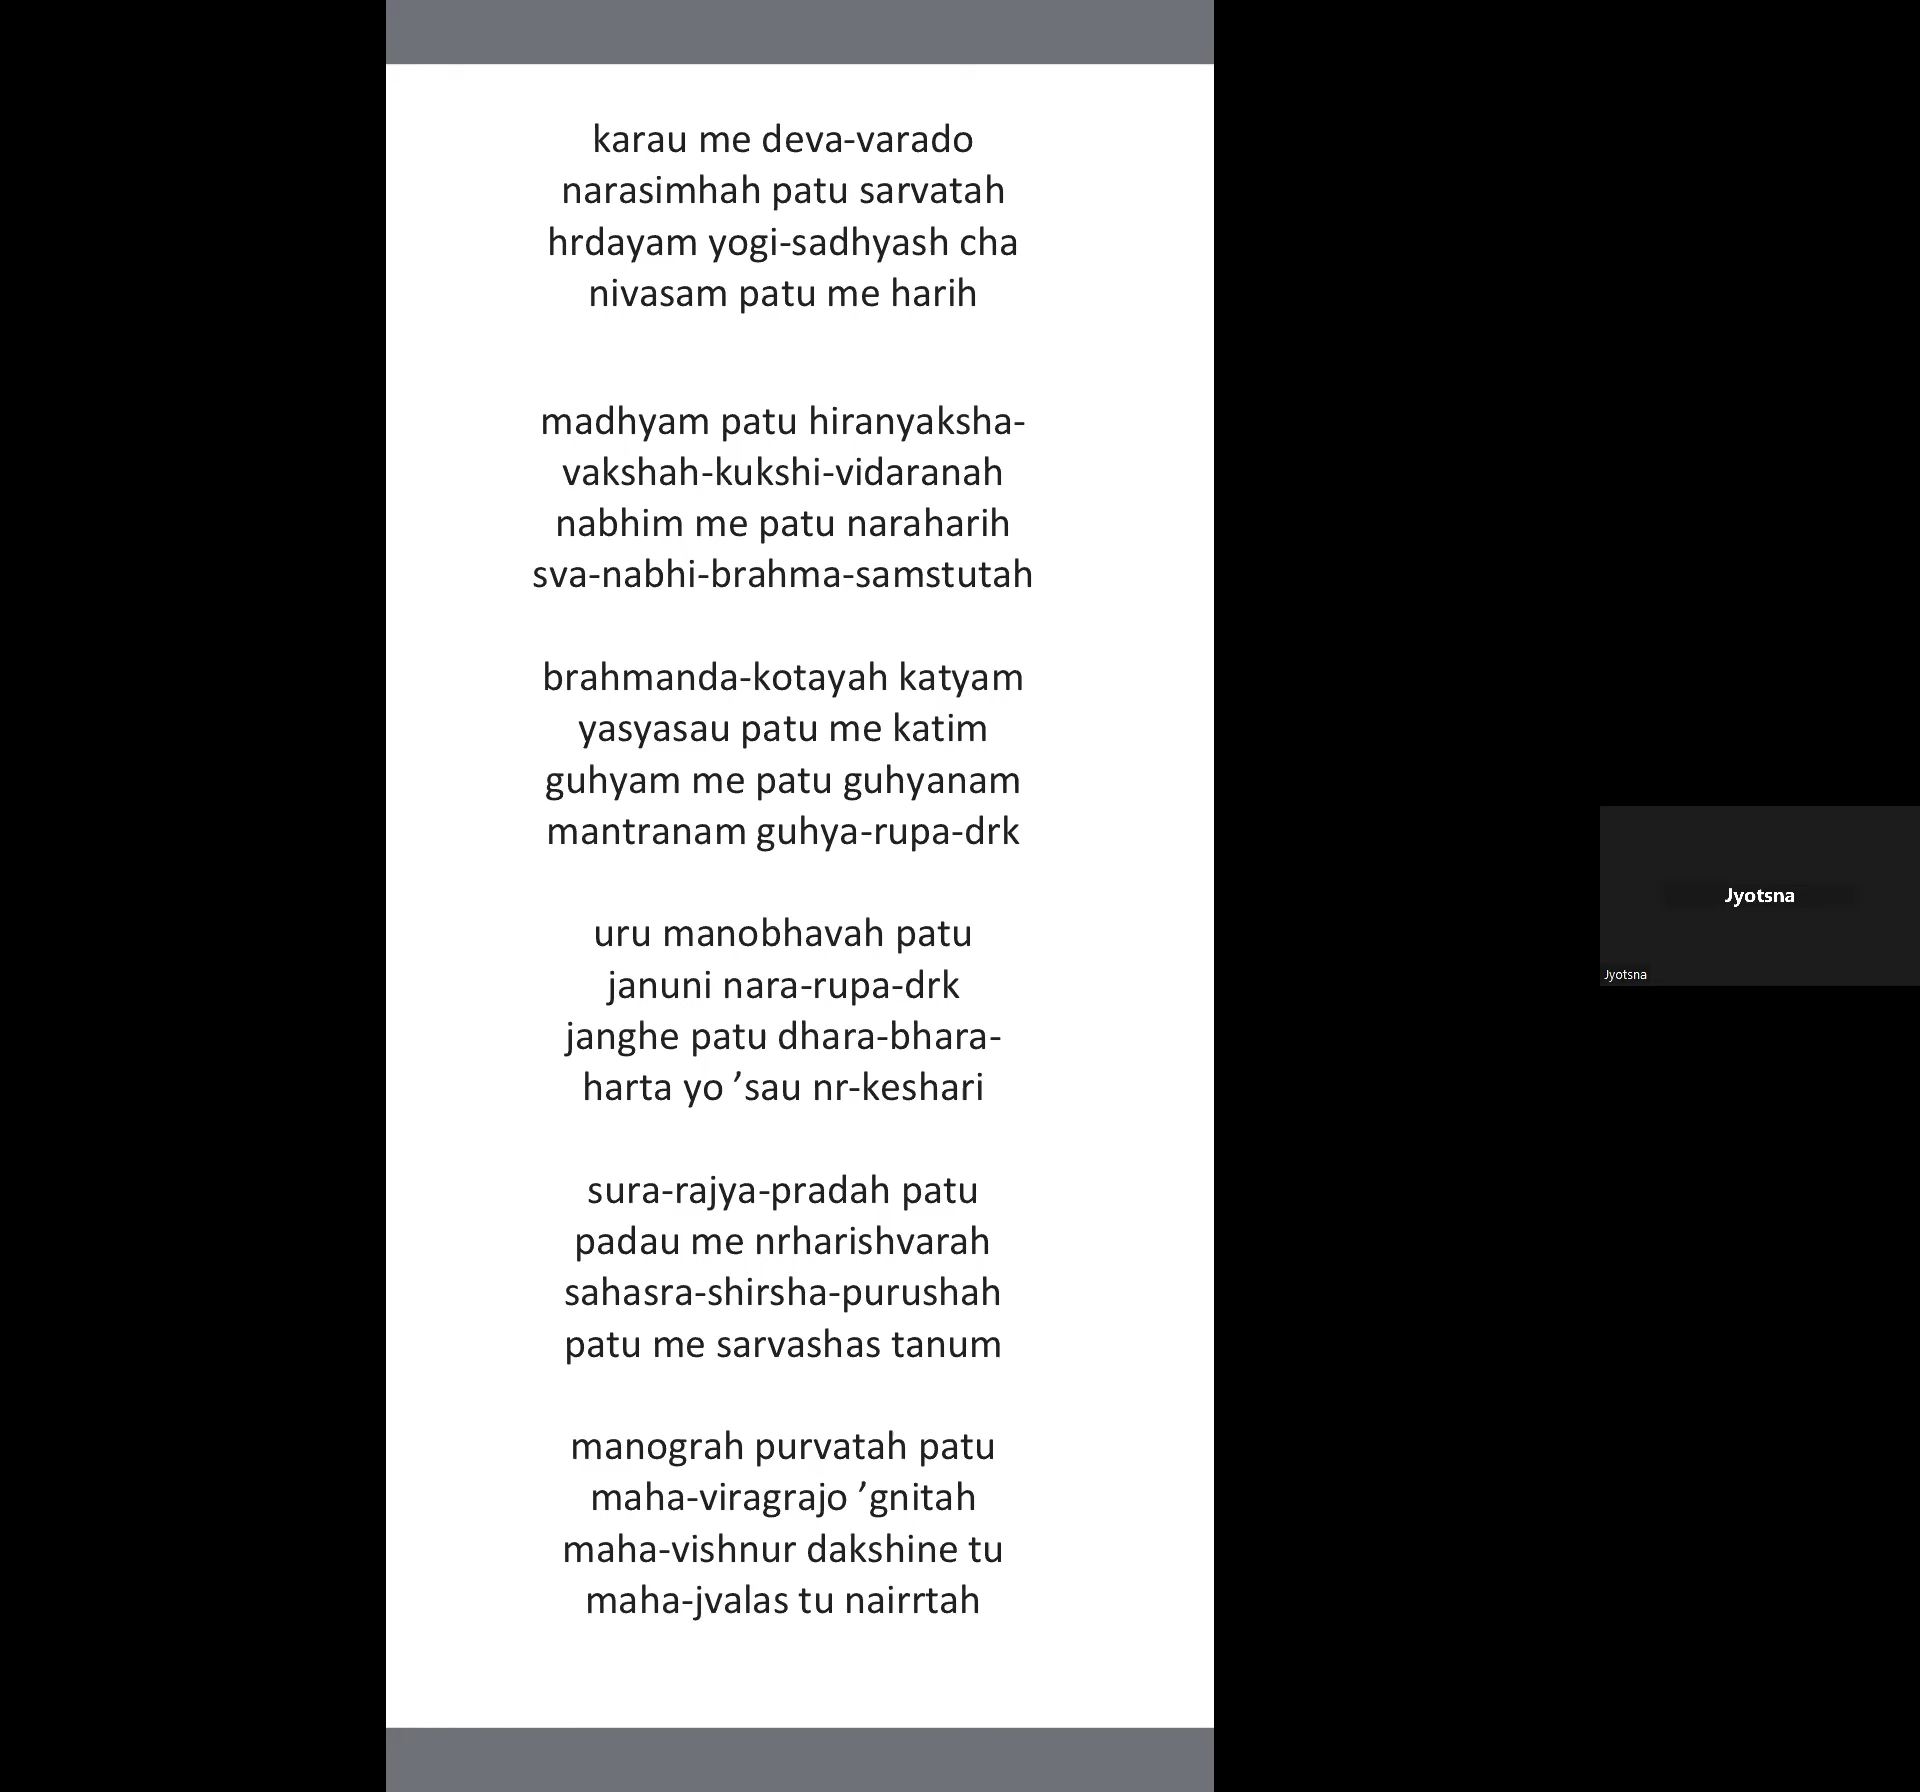 karau me deva-varado
narasimhah patu sarvatah
hrdayam yogi-sadhyash cha
nivasam patu me harih
madhyam patu hiranyaksha-
vakshah-kukshi-vidaranah
nabhim me patu naraharih
sva-nabhi-brahma-samstutah
brahmanda-kotayah katyam
yasyasau patu me katim
guhyam me patu guhyanam
mantranam guhya-rupa-drk
uru manobhavah patu
januni nara-rupa-drk
janghe patu dhara-bhara-
harta yo ’sau nr-keshari
sura-rajya-pradah patu
padau me nrharishvarah
sahasra-shirsha-purushah
patu me sarvashas tanum
manograh purvatah patu
maha-viragrajo ’gnitah
maha-vishnur dakshine tu
maha-jvalas tu nairrtah
Jyotsna
Jyotsna